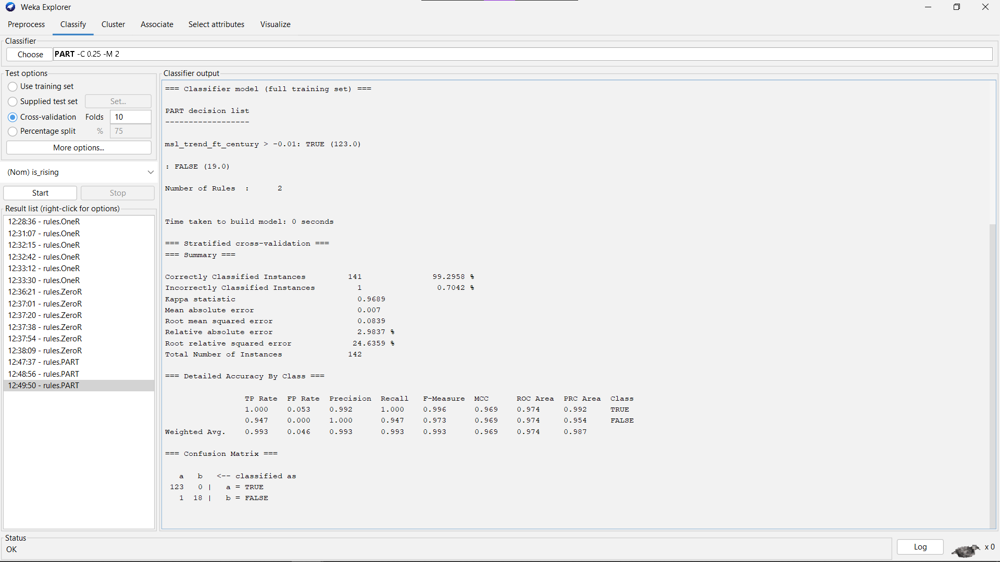 Weka Explorer
Preprocess Classify Cluster Associate Select attributes Visualize
Classifier
Choose PART -C 0.25 -M 2
Test options
Use training set
Supplied test set Set...
Cross-validation Folds 10
Percentage split % 75
More options...
(Nom) is_rising
Start Stop
Result list (right-click for options)
12:28:36 - rules.OneR
12:31:07 - rules.OneR
12:32:15 - rules.OneR
12:32:42 - rules.OneR
12:33:12 - rules.OneR
12:33:30 - rules.OneR
12:36:21 - rules.ZeroR
12:37:01 - rules.ZeroR
12:37:20 - rules.ZeroR
12:37:38 - rules.ZeroR
12:37:54 - rules.ZeroR
12:38:09 - rules.ZeroR
12:47:37 - rules.PART
12:48:56 - rules.PART
12:49:50 - rules.PART
Classifier output
=== Classifier model (full training set) ===
PART decision list
------------------
msl_trend_ft_century > -0.01: TRUE (123.0)
: FALSE (19.0)
Number of Rules : 2
Time taken to build model: 0 seconds
=== Stratified cross-validation ===
=== Summary ===
Correctly Classified Instances 141 99.2958 %
Incorrectly Classified Instances 1 0.7042 %
Kappa statistic 0.9689
Mean absolute error 0.007
Root mean squared error 0.0839
Relative absolute error 2.9837 %
Root relative squared error 24.6359 %
Total Number of Instances 142
=== Detailed Accuracy By Class ===
TP Rate FP Rate Precision Recall F-Measure MCC ROC Area PRC Area Class
1.000 0.053 0.992 1.000 0.996 0.969 0.974 0.992 TRUE
0.947 0.000 1.000 0.947 0.973 0.969 0.974 0.954 FALSE
Weighted Avg. 0.993 0.046 0.993 0.993 0.993 0.969 0.974 0.987
=== Confusion Matrix ===
a b <-- classified as
123 0 | a = TRUE
1 18 | b = FALSE
Status
OK
Log x 0